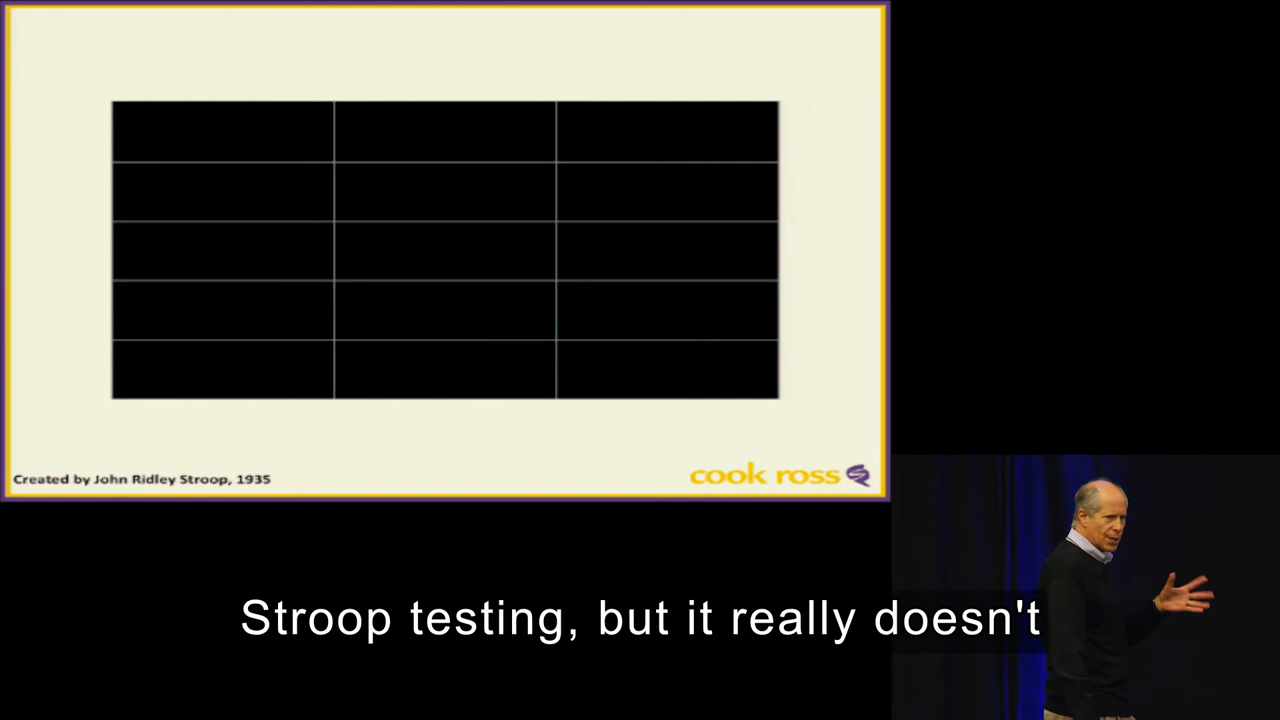 Created by John Ridley Stroop, 1935
cook ross
Stroop testing, but it really doesn't